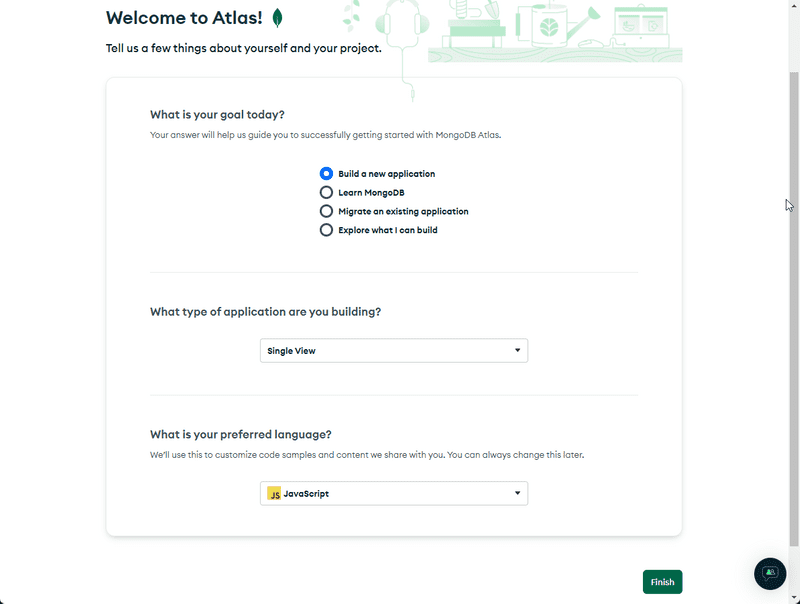 Welcome to Atlas!
Tell us a few things about yourself and your project.
What is your goal today?
Your answer will help us guide you to successfully getting started with MongoDB Atlas.
Build a new application
Learn MongoDB
Migrate an existing application
Explore what I can build
What type of application are you building?
Single View
What is your preferred language?
We'll use this to customize code samples and content we share with you. You can always change this later.
JS JavaScript
Finish